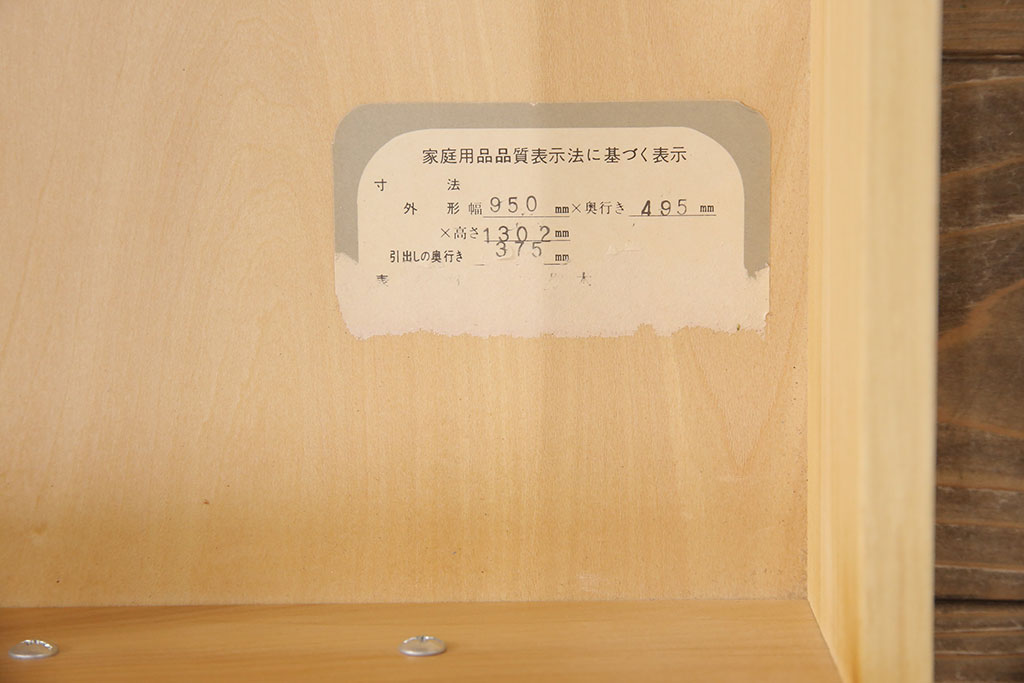 家庭用品品質表示法に基づく表示
寸法
外形 幅 950 mm × 奥行き 495 mm
× 高さ 1302 mm
引出しの奥行き 375 mm
表